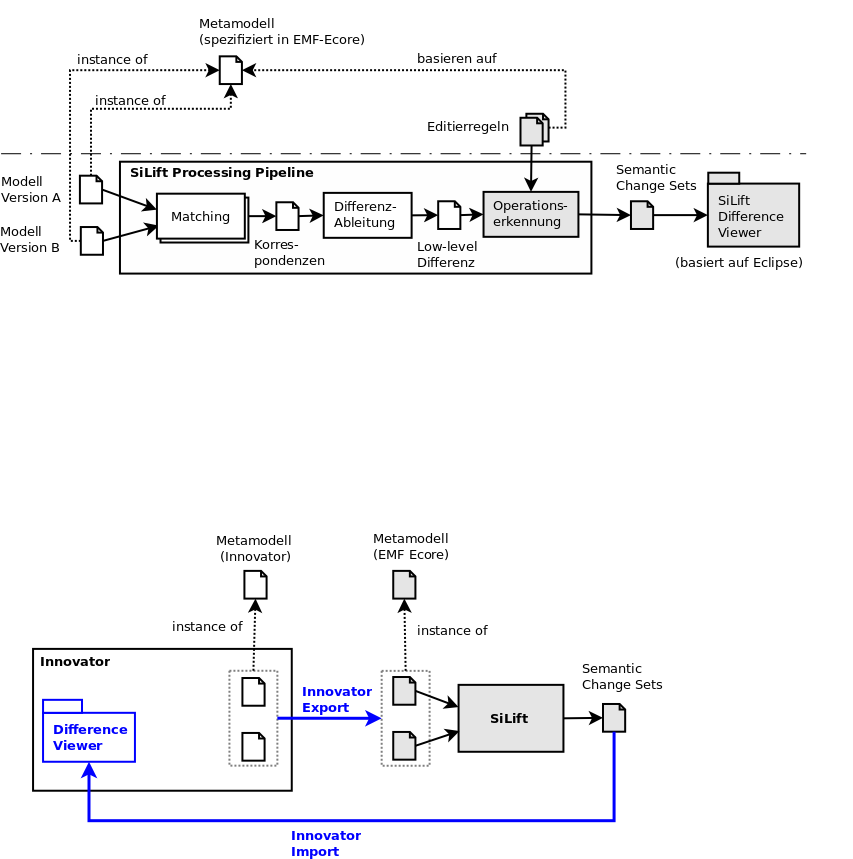 Metamodell
(spezifiziert in EMF-Ecore)
instance of
basieren auf
instance of
Editierregeln
SiLift Processing Pipeline
Modell
Version A
Modell
Version B
Matching
Korres-
pondenzen
Differenz-
Ableitung
Low-level
Differenz
Operations-
erkennung
Semantic
Change Sets
SiLift
Difference
Viewer
(basiert auf Eclipse)
Metamodell
(Innovator)
Metamodell
(EMF Ecore)
instance of
instance of
Innovator
Difference
Viewer
Innovator
Export
SiLift
Semantic
Change Sets
Innovator
Import